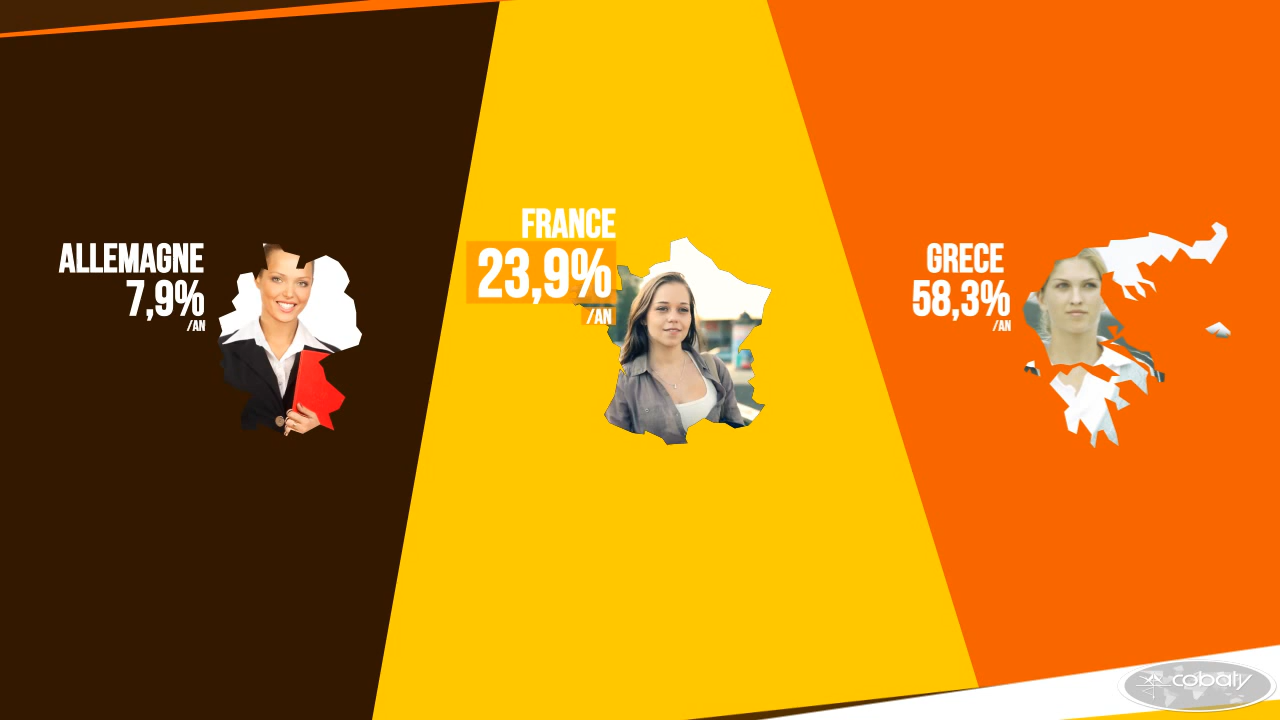 ALLEMAGNE
7,9%
/AN
FRANCE
23,9%
/AN
GRECE
58,3%
/AN
cobaty